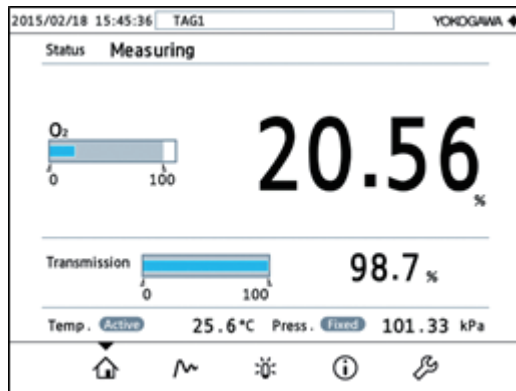 2015/02/18 15:45:36 TAG1 YOKOGAWA
Status Measuring
O₂
0 100
20.56 %
Transmission
0 100
98.7 %
Temp. Active 25.6°C Press. Fixed 101.33 kPa